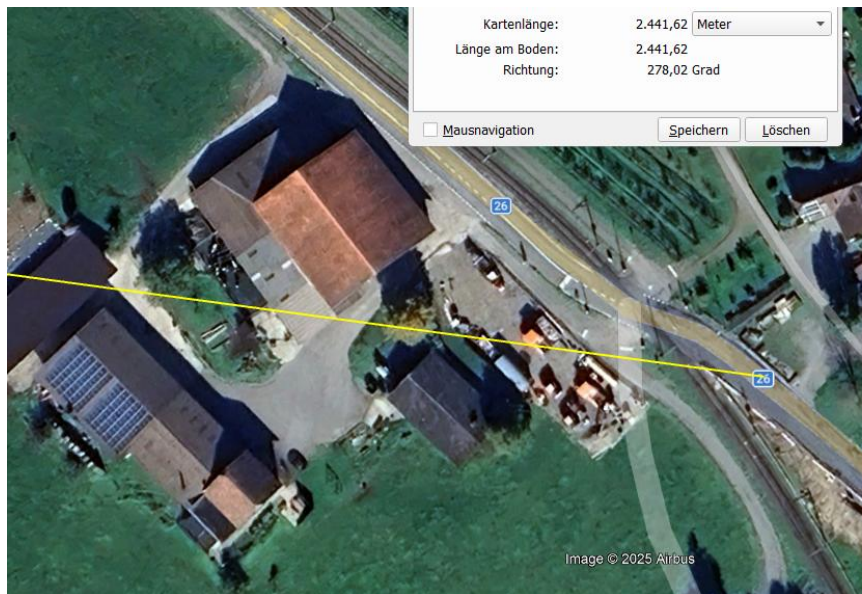 Kartenlänge: 2.441,62 Meter
Länge am Boden: 2.441,62
Richtung: 278,02 Grad
Mausnavigation Speichern Löschen
26
26
Image © 2025 Airbus